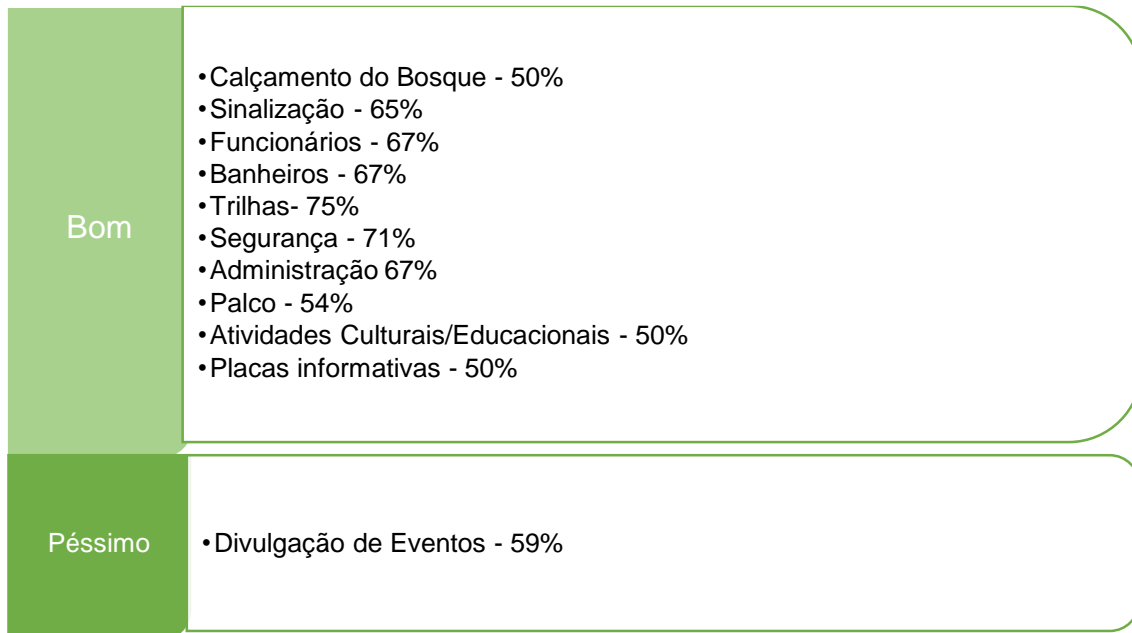 Bom
•Calçamento do Bosque - 50%
•Sinalização - 65%
•Funcionários - 67%
•Banheiros - 67%
•Trilhas- 75%
•Segurança - 71%
•Administração 67%
•Palco - 54%
•Atividades Culturais/Educacionais - 50%
•Placas informativas - 50%
Péssimo
•Divulgação de Eventos - 59%